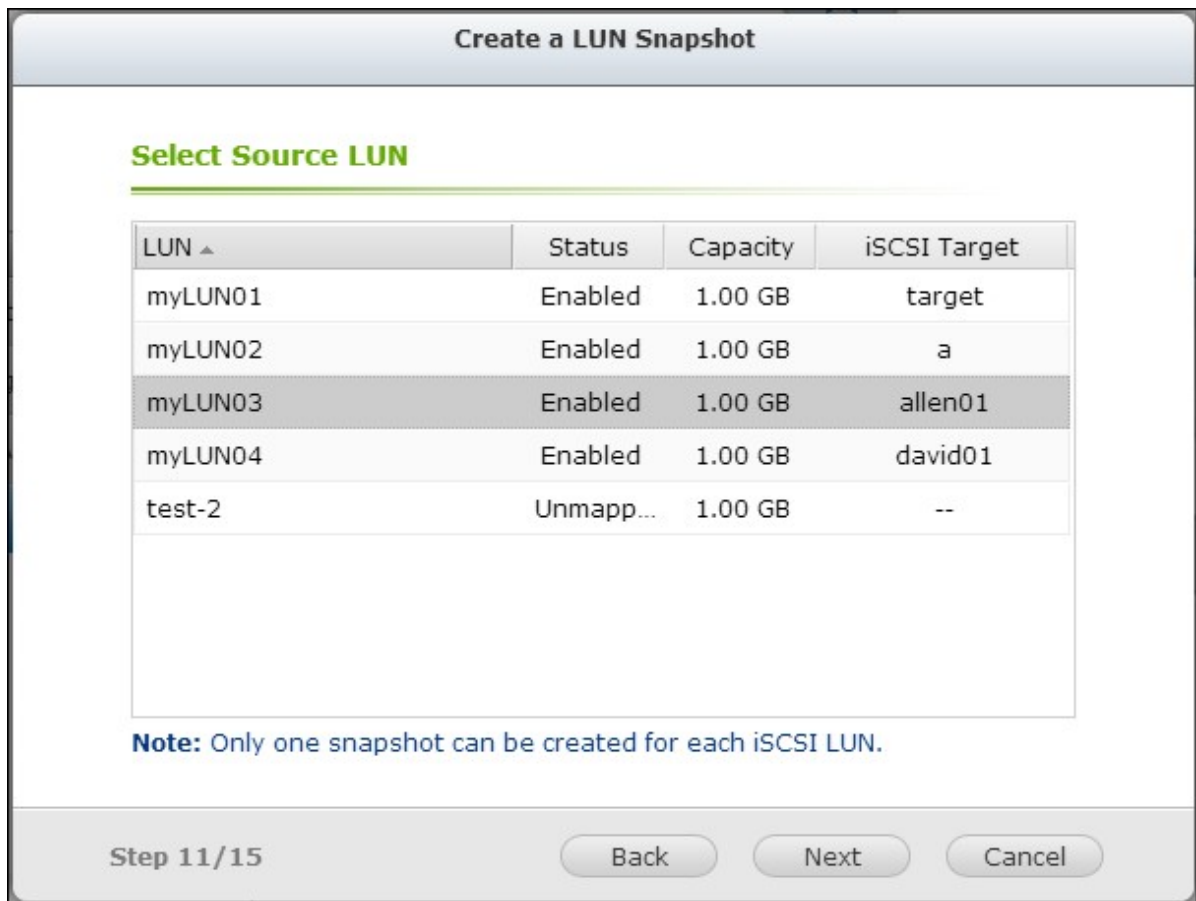 Create a LUN Snapshot
Select Source LUN
LUN Status Capacity iSCSI Target
myLUN01 Enabled 1.00 GB target
myLUN02 Enabled 1.00 GB a
myLUN03 Enabled 1.00 GB allen01
myLUN04 Enabled 1.00 GB david01
test-2 Unmapp... 1.00 GB --
Note: Only one snapshot can be created for each iSCSI LUN.
Step 11/15 Back Next Cancel